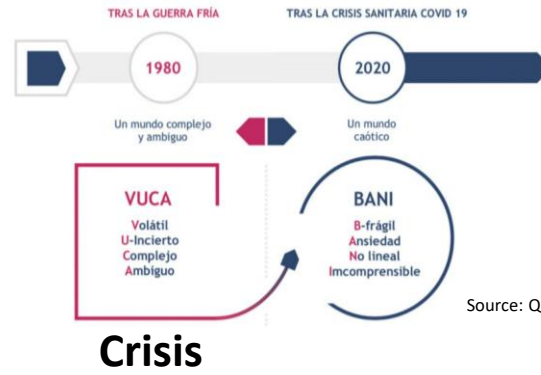 TRAS LA GUERRA FRÍA
TRAS LA CRISIS SANITARIA COVID 19
1980
2020
Un mundo complejo
y ambiguo
Un mundo
caótico
VUCA
Volátil
U-Incierto
Complejo
Ambiguo
BANI
B-frágil
Ansiedad
No lineal
Imcomprensible
Source: Q
Crisis